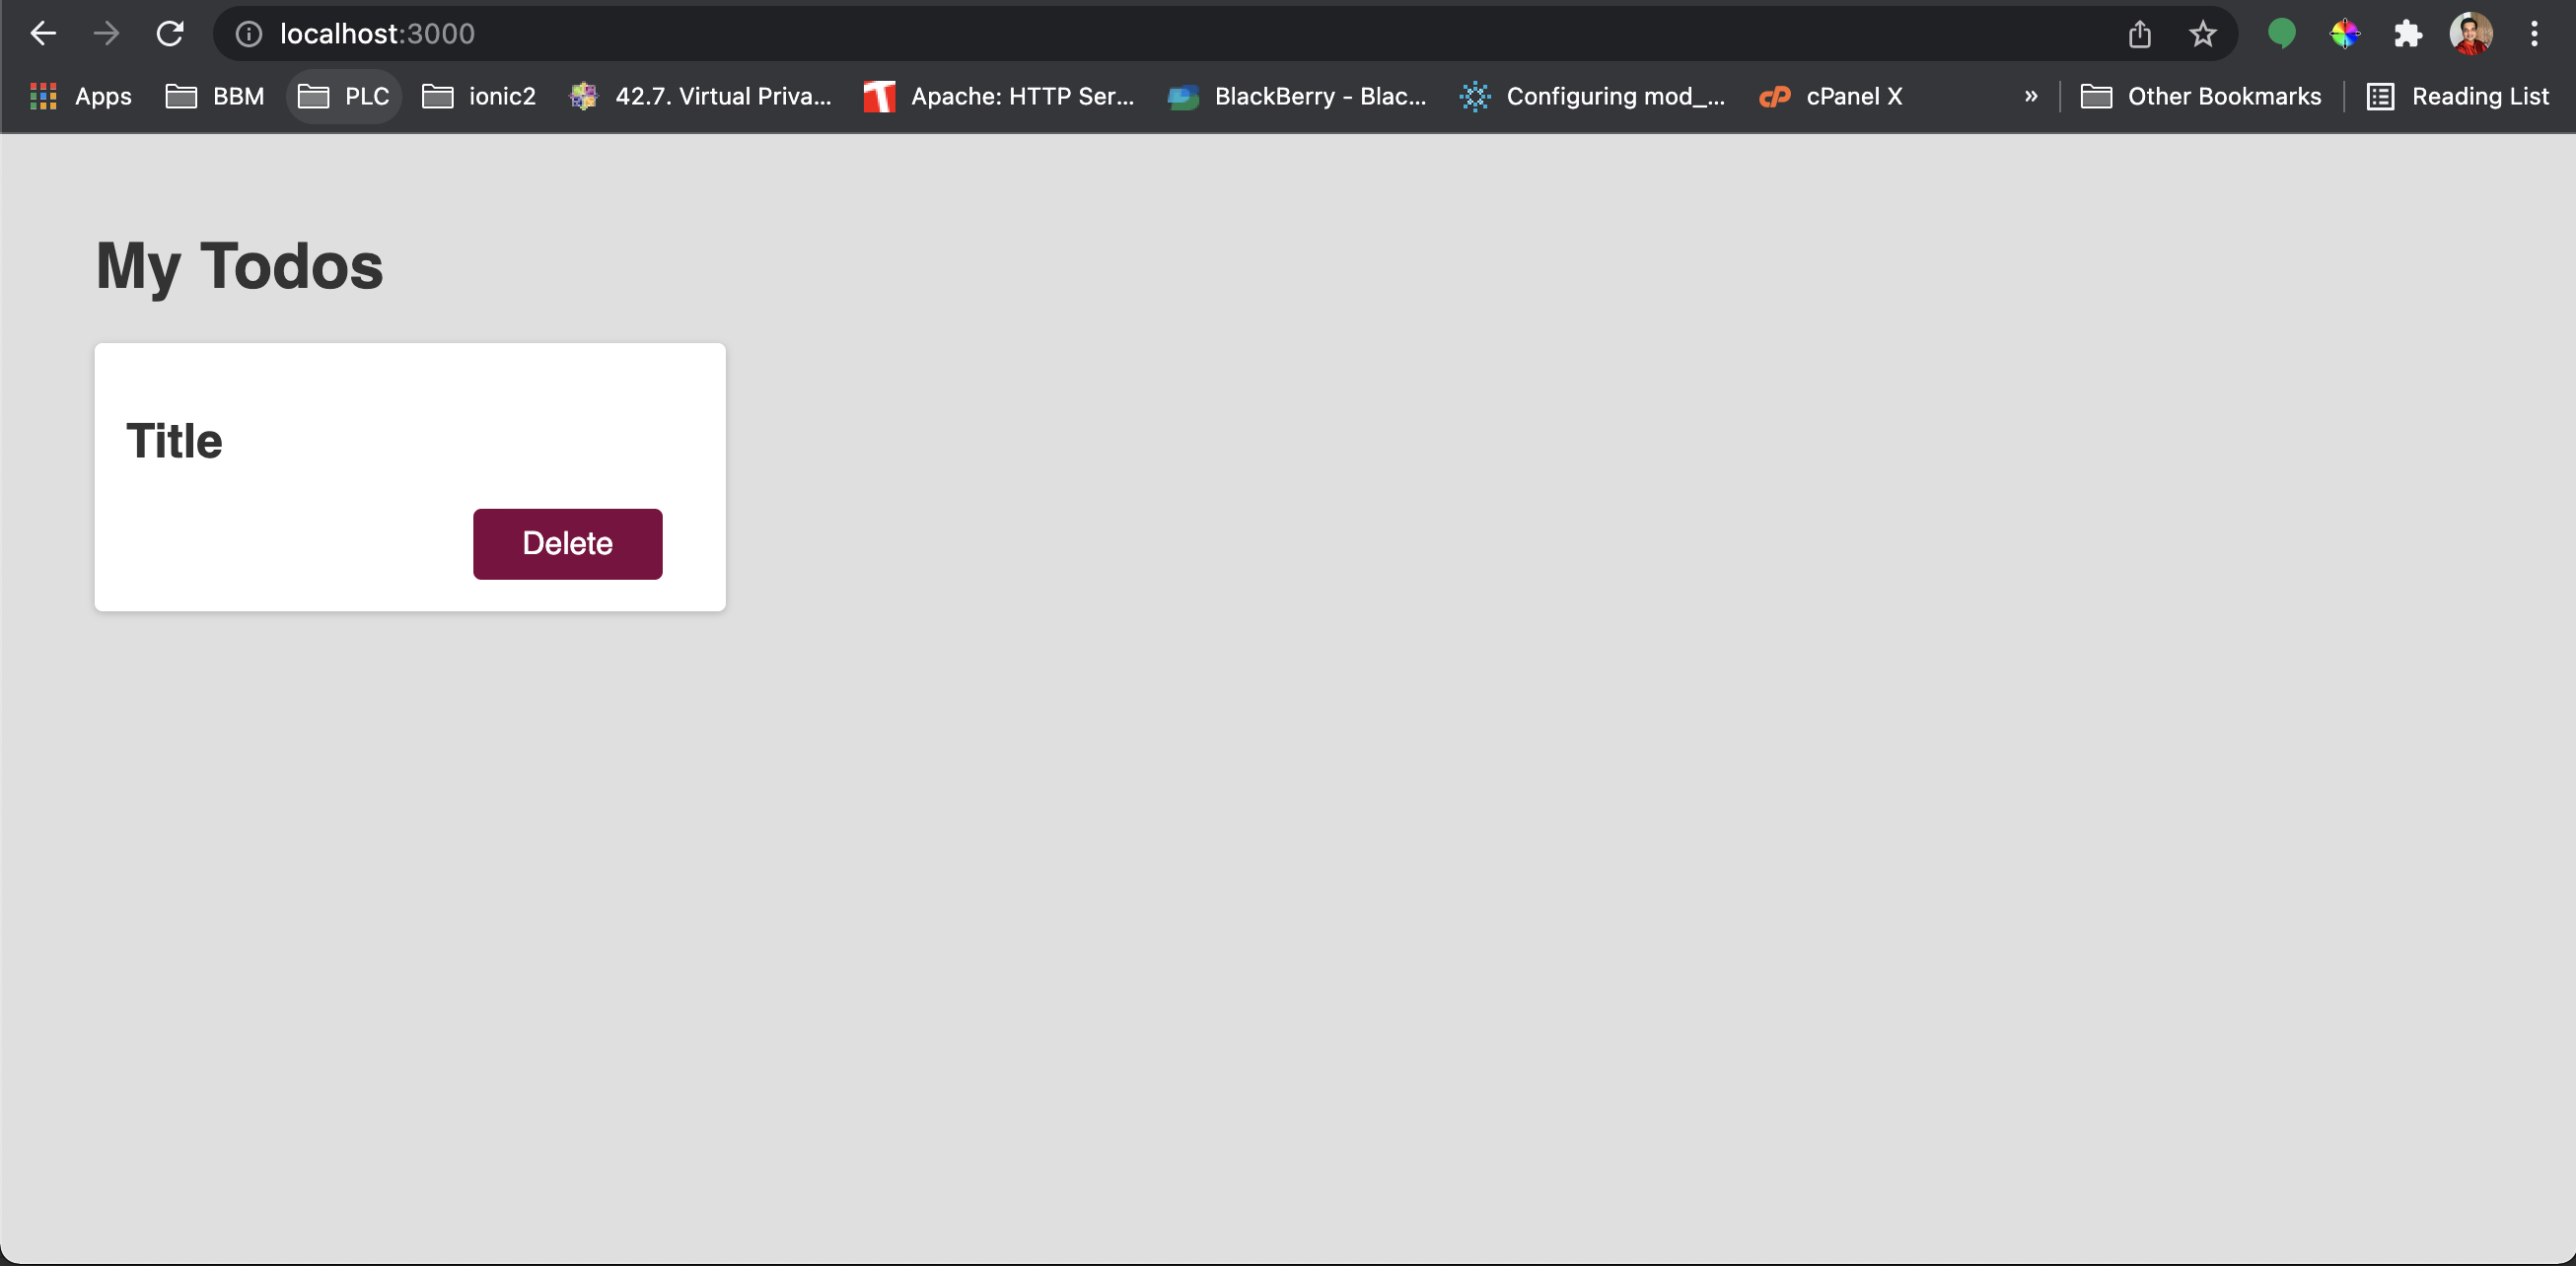 localhost:3000
Apps BBM PLC ionic2 42.7. Virtual Priva... Apache: HTTP Ser... BlackBerry - Blac... Configuring mod_... cPanel X » Other Bookmarks Reading List
My Todos
Title
Delete